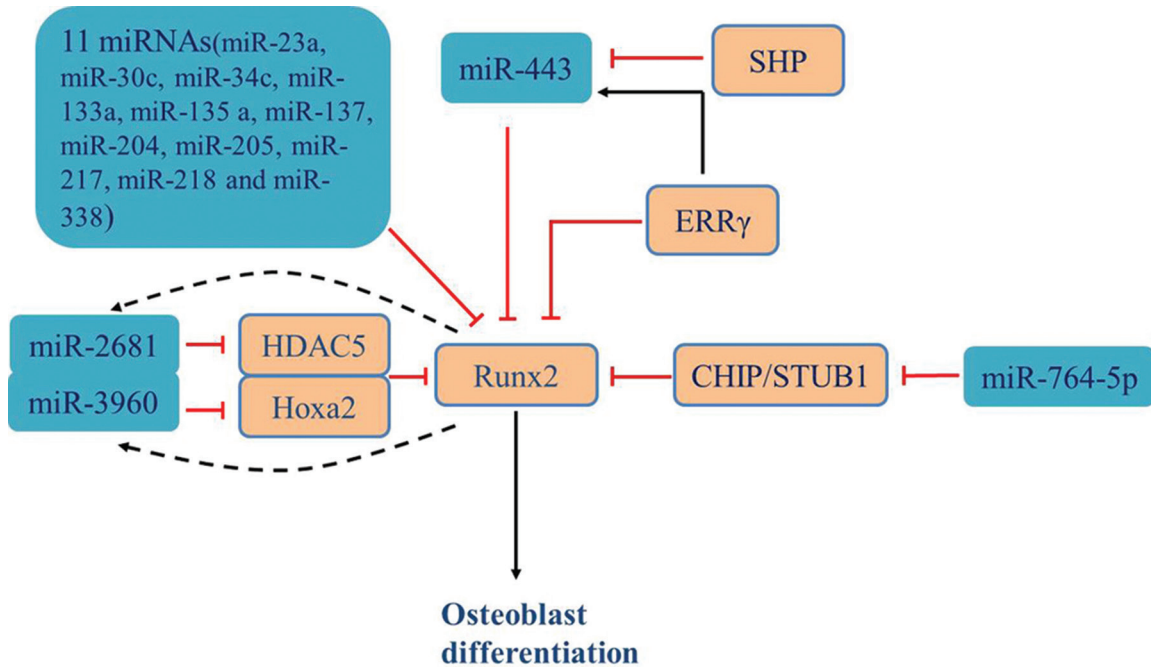 11 miRNAs(miR-23a,
miR-30c, miR-34c, miR-
133a, miR-135 a, miR-137,
miR-204, miR-205, miR-
217, miR-218 and miR-
338)
miR-443
SHP
ERRγ
miR-2681
HDAC5
miR-3960
Hoxa2
Runx2
CHIP/STUB1
miR-764-5p
Osteoblast
differentiation